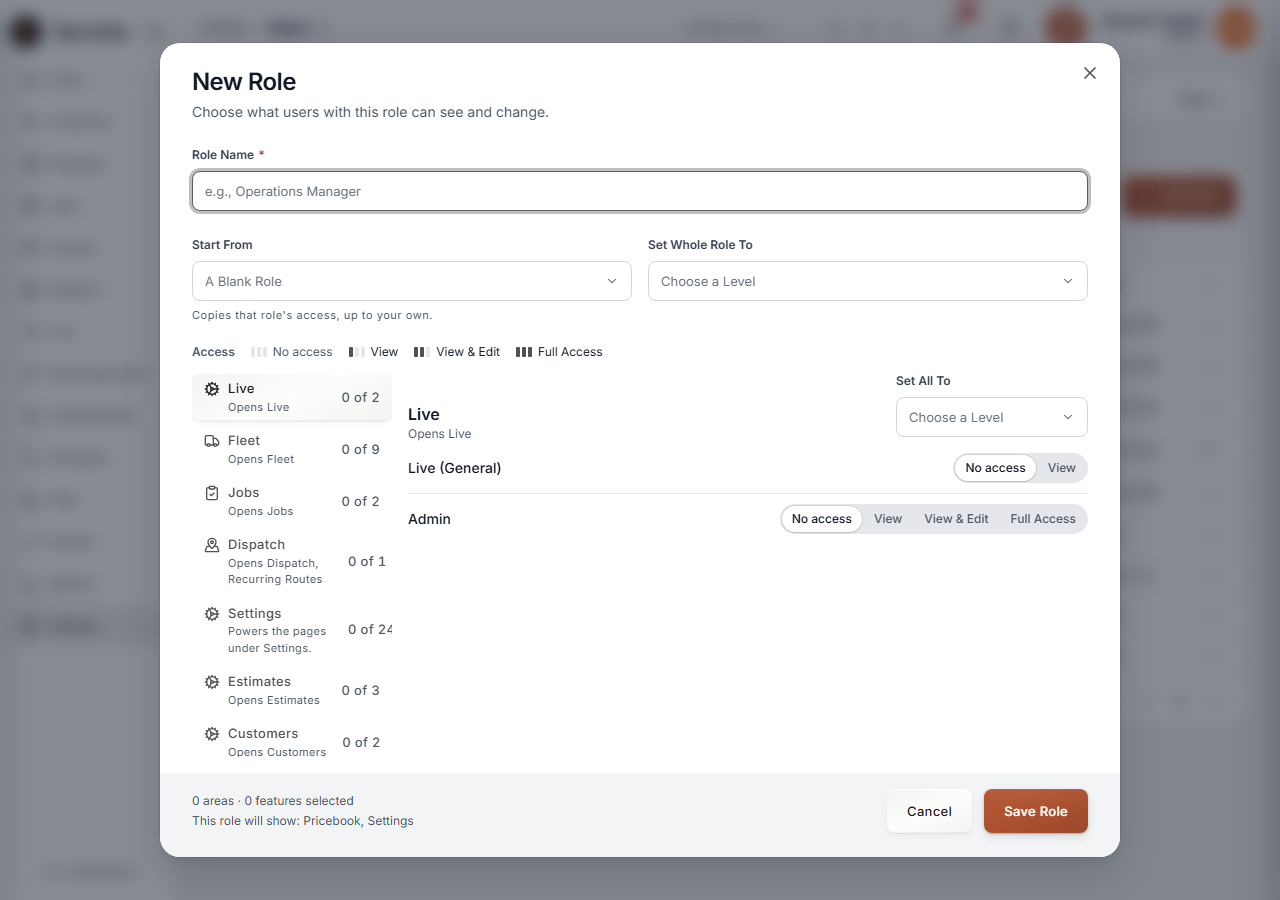 New Role
Choose what users with this role can see and change.
Role Name *
e.g., Operations Manager
Start From
Set Whole Role To
A Blank Role
Choose a Level
Copies that role's access, up to your own.
Access
No access
View
View & Edit
Full Access
Live
Opens Live
0 of 2
Fleet
Opens Fleet
0 of 9
Jobs
Opens Jobs
0 of 2
Dispatch
Opens Dispatch,
Recurring Routes
0 of 1
Settings
Powers the pages
under Settings.
0 of 24
Estimates
Opens Estimates
0 of 3
Customers
Opens Customers
0 of 2
Set All To
Live
Opens Live
Choose a Level
Live (General)
No access
View
Admin
No access
View
View & Edit
Full Access
0 areas · 0 features selected
This role will show: Pricebook, Settings
Cancel
Save Role